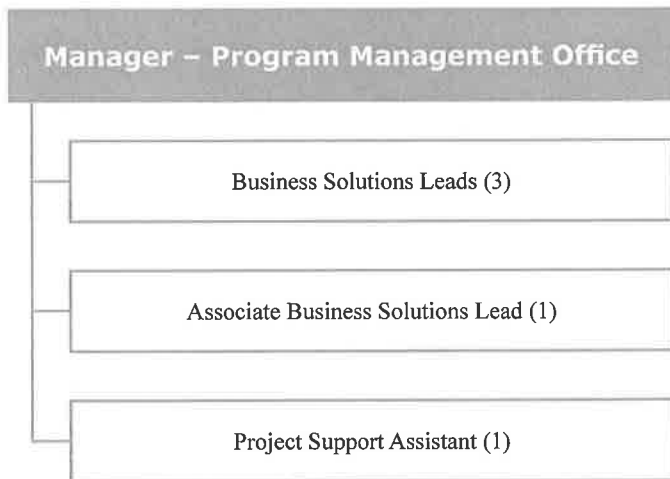 Manager – Program Management Office
Business Solutions Leads (3)
Associate Business Solutions Lead (1)
Project Support Assistant (1)